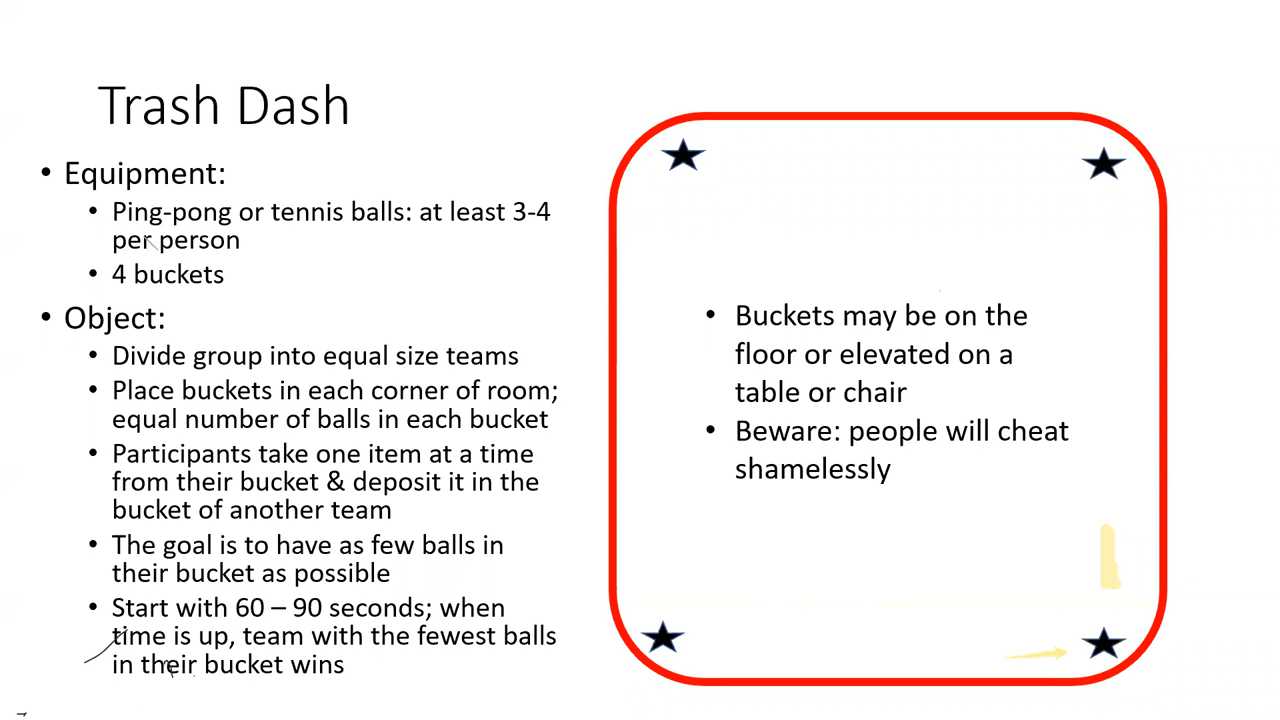 Trash Dash
• Equipment:
• Ping-pong or tennis balls: at least 3-4
per person
• 4 buckets
• Object:
• Divide group into equal size teams
• Place buckets in each corner of room;
equal number of balls in each bucket
• Participants take one item at a time
from their bucket & deposit it in the
bucket of another team
• The goal is to have as few balls in
their bucket as possible
• Start with 60 – 90 seconds; when
time is up, team with the fewest balls
in their bucket wins
• Buckets may be on the
floor or elevated on a
table or chair
• Beware: people will cheat
shamelessly